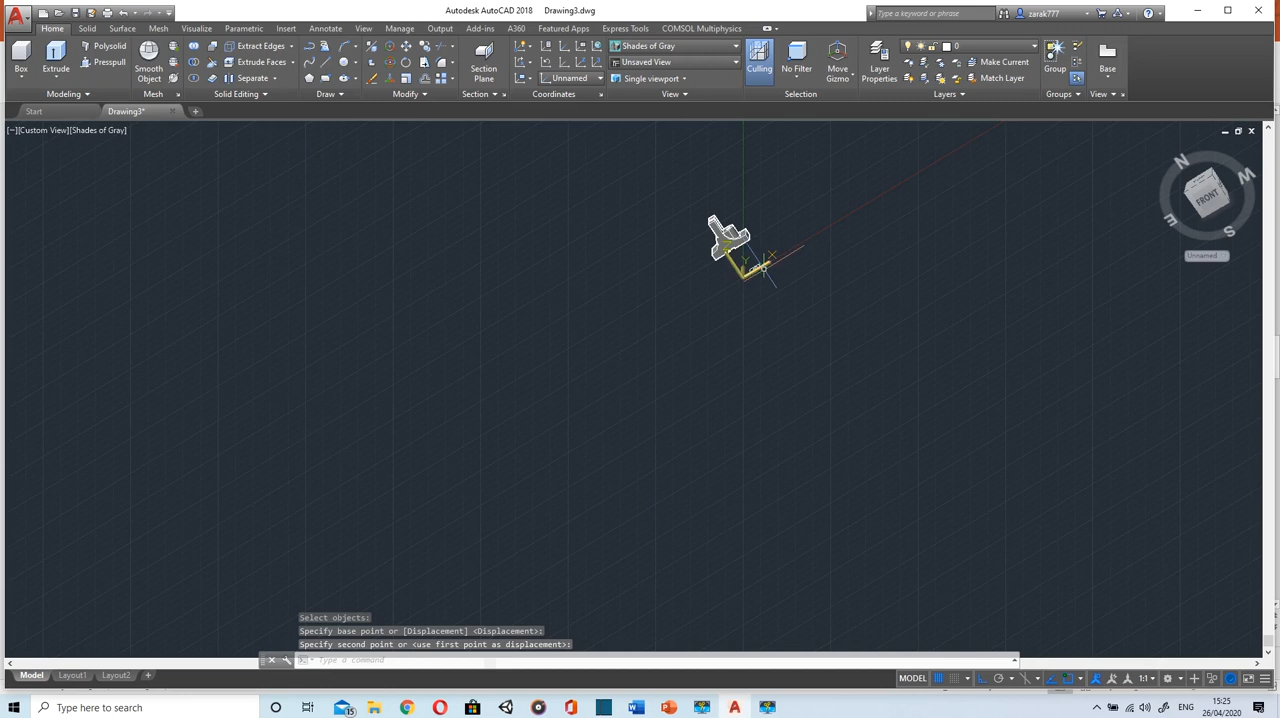 Autodesk AutoCAD 2018 Drawing3.dwg
Type a keyword or phrase
zarak777
Home Solid Surface Mesh Visualize Parametric Insert Annotate View Manage Output Add-ins A360 Featured Apps Express Tools COMSOL Multiphysics
Box
Extrude
Polysolid
Presspull
Smooth Object
Extrude Edges
Extrude Faces
Separate
Section Plane
Unnamed
Shades of Gray
Unsaved View
Single viewport
Culling
No Filter
Move Gizmo
Layer Properties
0
Make Current
Match Layer
Group
Base
Modeling Mesh Solid Editing Draw Modify Section Coordinates View Selection Layers Groups View
Start Drawing3*
[−][Custom View][Shades of Gray]
N
W
FRONT
E
S
Unnamed
X
Y
Select objects:
Specify base point or [Displacement] <Displacement>:
Specify second point or <use first point as displacement>:
Type a command
Model Layout1 Layout2
MODEL
1:1
Type here to search
15
ENG
15:25
26/04/2020